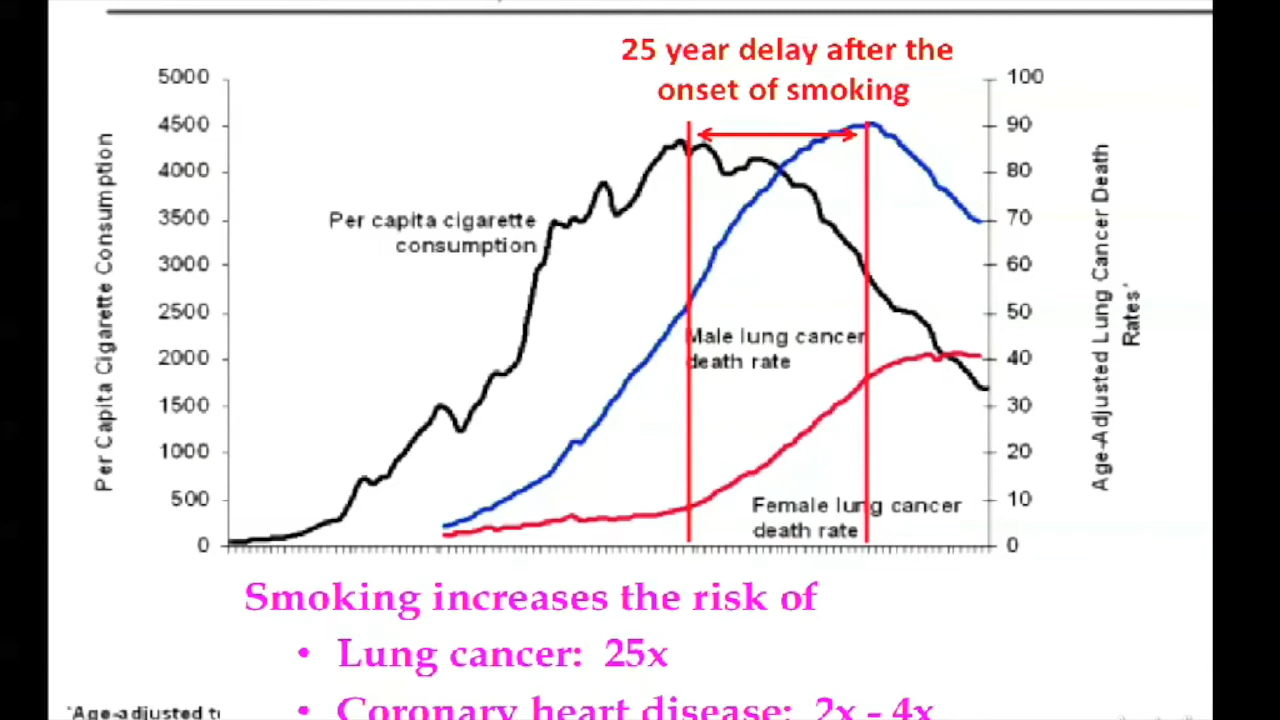 25 year delay after the
onset of smoking
5000
4500
4000
3500
3000
2500
2000
1500
1000
500
0
100
90
80
70
60
50
40
30
20
10
0
Per Capita Cigarette Consumption
Age-Adjusted Lung Cancer Death
Rates*
Per capita cigarette
consumption
Male lung cancer
death rate
Female lung cancer
death rate
Smoking increases the risk of
• Lung cancer: 25x
• Coronary heart disease: 2x - 4x
*Age-adjusted to